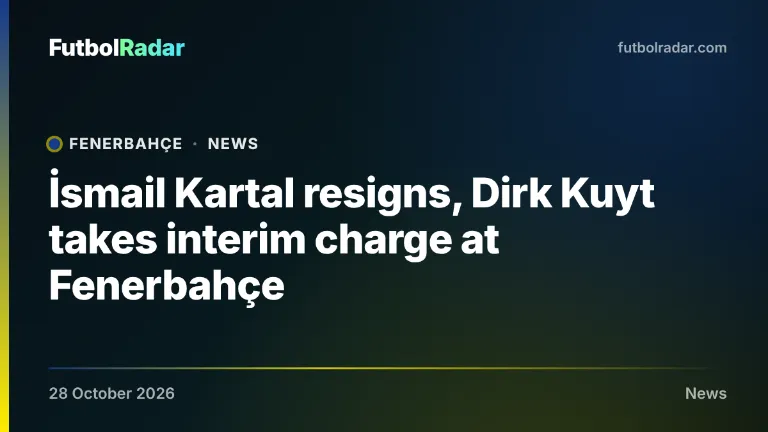 FutbolRadar
futbolradar.com
FENERBAHÇE · NEWS
İsmail Kartal resigns, Dirk Kuyt
takes interim charge at
Fenerbahçe
28 October 2026
News